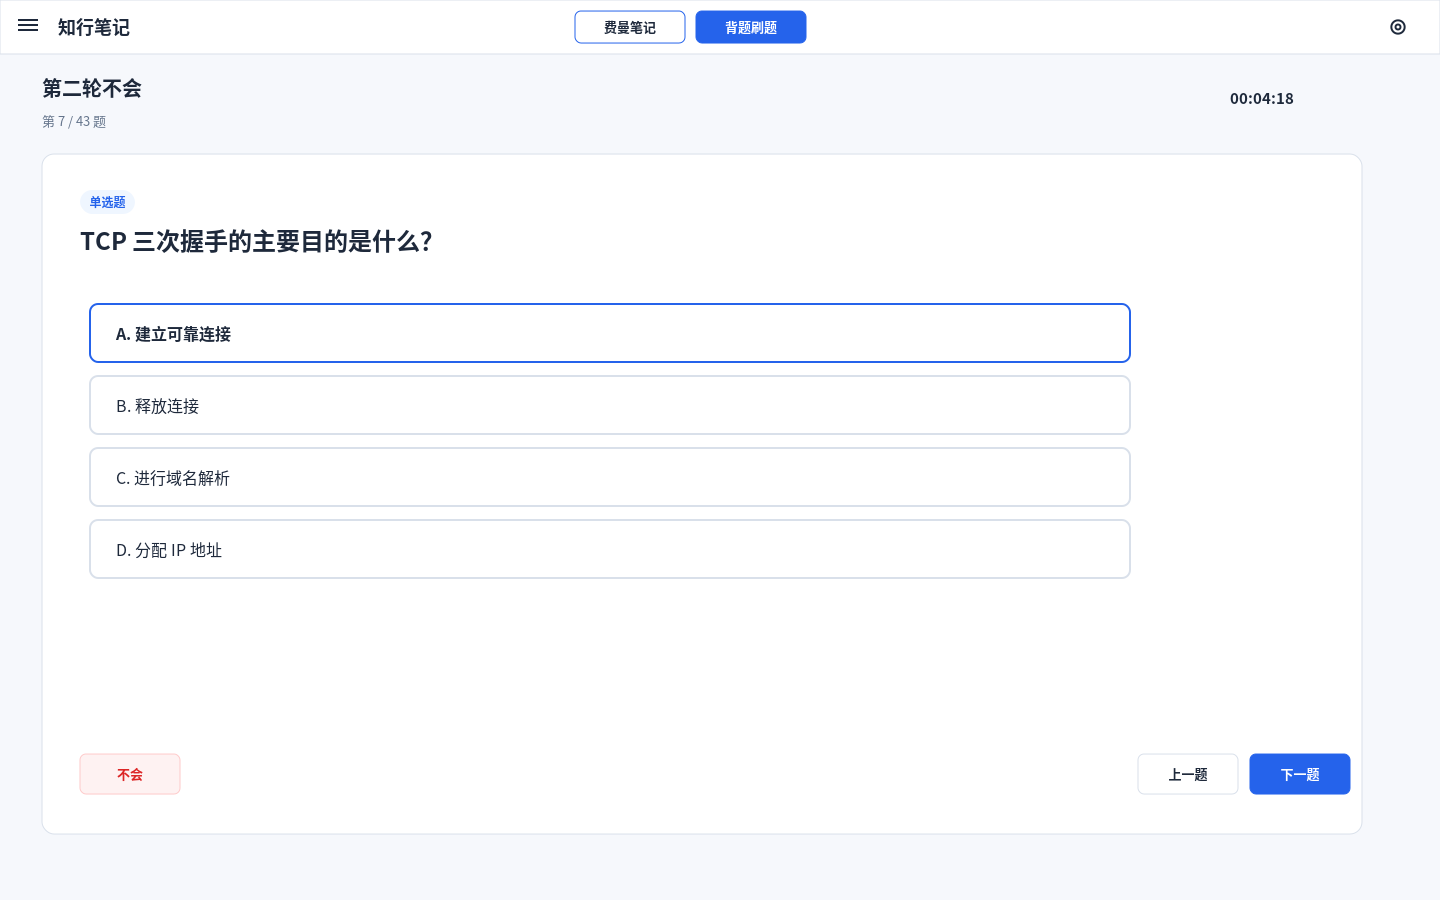 知行笔记
费曼笔记
背题刷题
第二轮不会
00:04:18
第 7 / 43 题
单选题
TCP 三次握手的主要目的是什么?
A. 建立可靠连接
B. 释放连接
C. 进行域名解析
D. 分配 IP 地址
不会
上一题
下一题